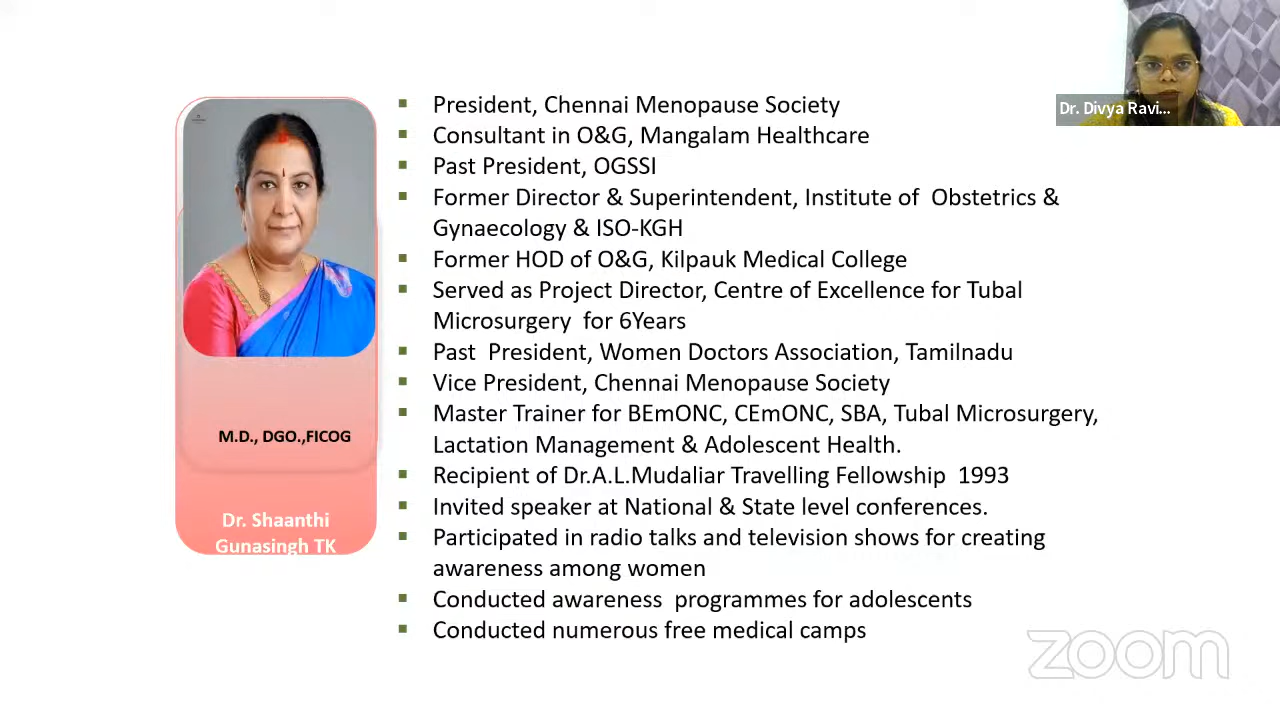 President, Chennai Menopause Society
Consultant in O&G, Mangalam Healthcare
Past President, OGSSI
Former Director & Superintendent, Institute of Obstetrics &
Gynaecology & ISO-KGH
Former HOD of O&G, Kilpauk Medical College
Served as Project Director, Centre of Excellence for Tubal
Microsurgery for 6Years
Past President, Women Doctors Association, Tamilnadu
Vice President, Chennai Menopause Society
Master Trainer for BEmONC, CEmONC, SBA, Tubal Microsurgery,
Lactation Management & Adolescent Health.
Recipient of Dr.A.L.Mudaliar Travelling Fellowship 1993
Invited speaker at National & State level conferences.
Participated in radio talks and television shows for creating
awareness among women
Conducted awareness programmes for adolescents
Conducted numerous free medical camps
M.D., DGO.,FICOG
Dr. Shaanthi
Gunasingh TK
Dr. Divya Ravi...
zoom